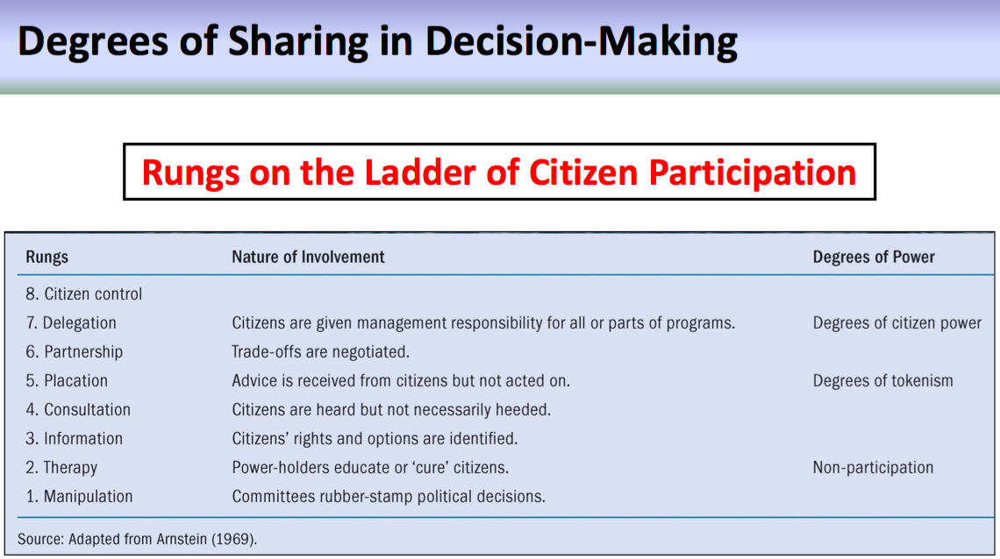 Degrees of Sharing in Decision-Making
Rungs on the Ladder of Citizen Participation
Rungs Nature of Involvement Degrees of Power
8. Citizen control
7. Delegation Citizens are given management responsibility for all or parts of programs. Degrees of citizen power
6. Partnership Trade-offs are negotiated.
5. Placation Advice is received from citizens but not acted on. Degrees of tokenism
4. Consultation Citizens are heard but not necessarily heeded.
3. Information Citizens’ rights and options are identified.
2. Therapy Power-holders educate or ‘cure’ citizens. Non-participation
1. Manipulation Committees rubber-stamp political decisions.
Source: Adapted from Arnstein (1969).